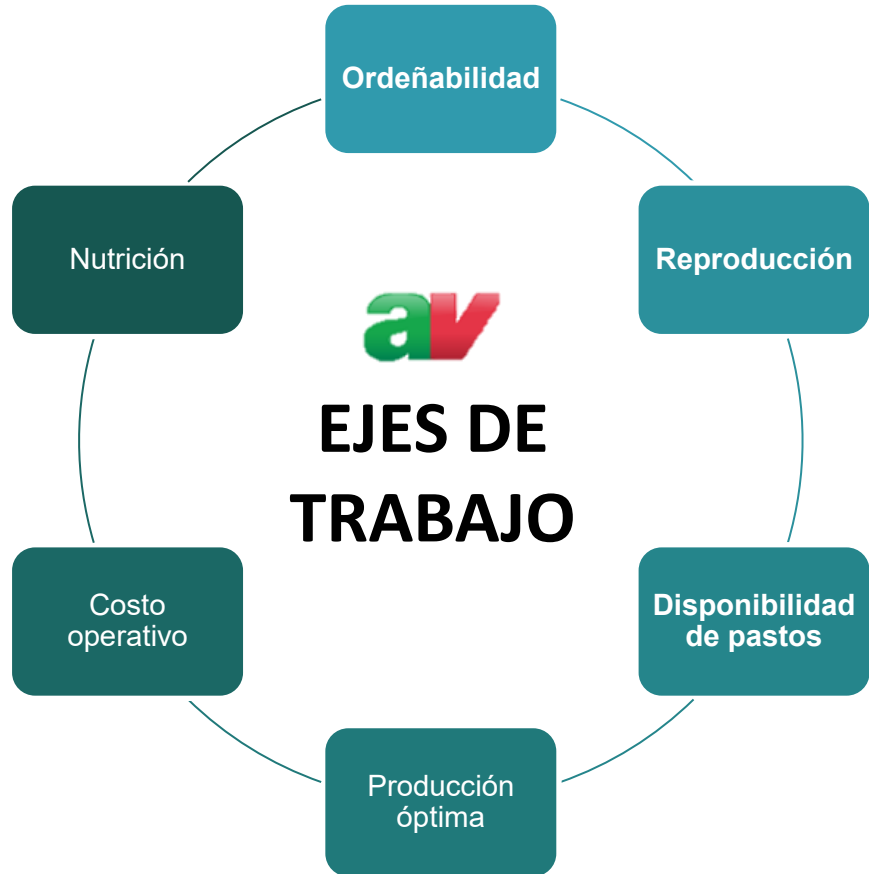 Ordeñabilidad
Reproducción
Disponibilidad
de pastos
Producción
óptima
Costo
operativo
Nutrición
av
EJES DE
TRABAJO